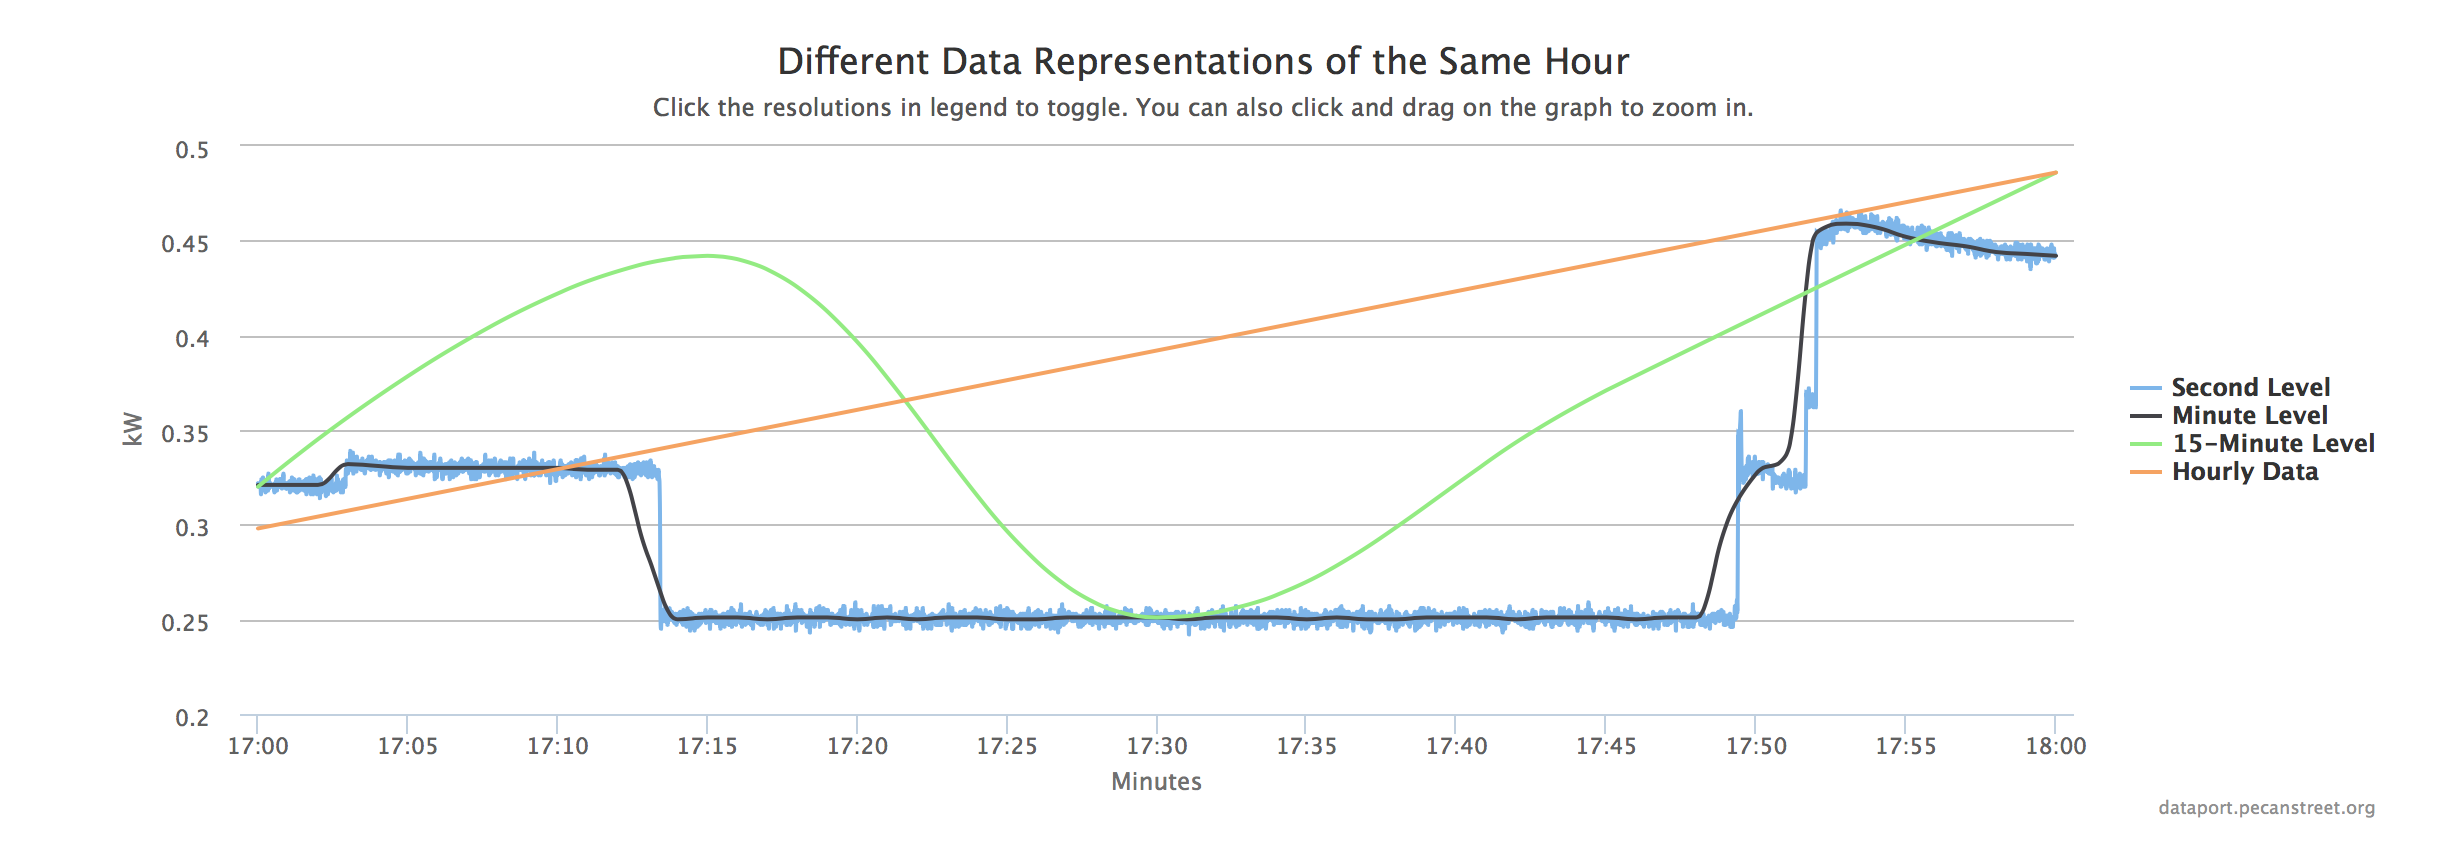 Different Data Representations of the Same Hour
Click the resolutions in legend to toggle. You can also click and drag on the graph to zoom in.
0.5
0.45
0.4
0.35
0.3
0.25
0.2
kW
17:00 17:05 17:10 17:15 17:20 17:25 17:30 17:35 17:40 17:45 17:50 17:55 18:00
Minutes
Second Level
Minute Level
15-Minute Level
Hourly Data
dataport.pecanstreet.org